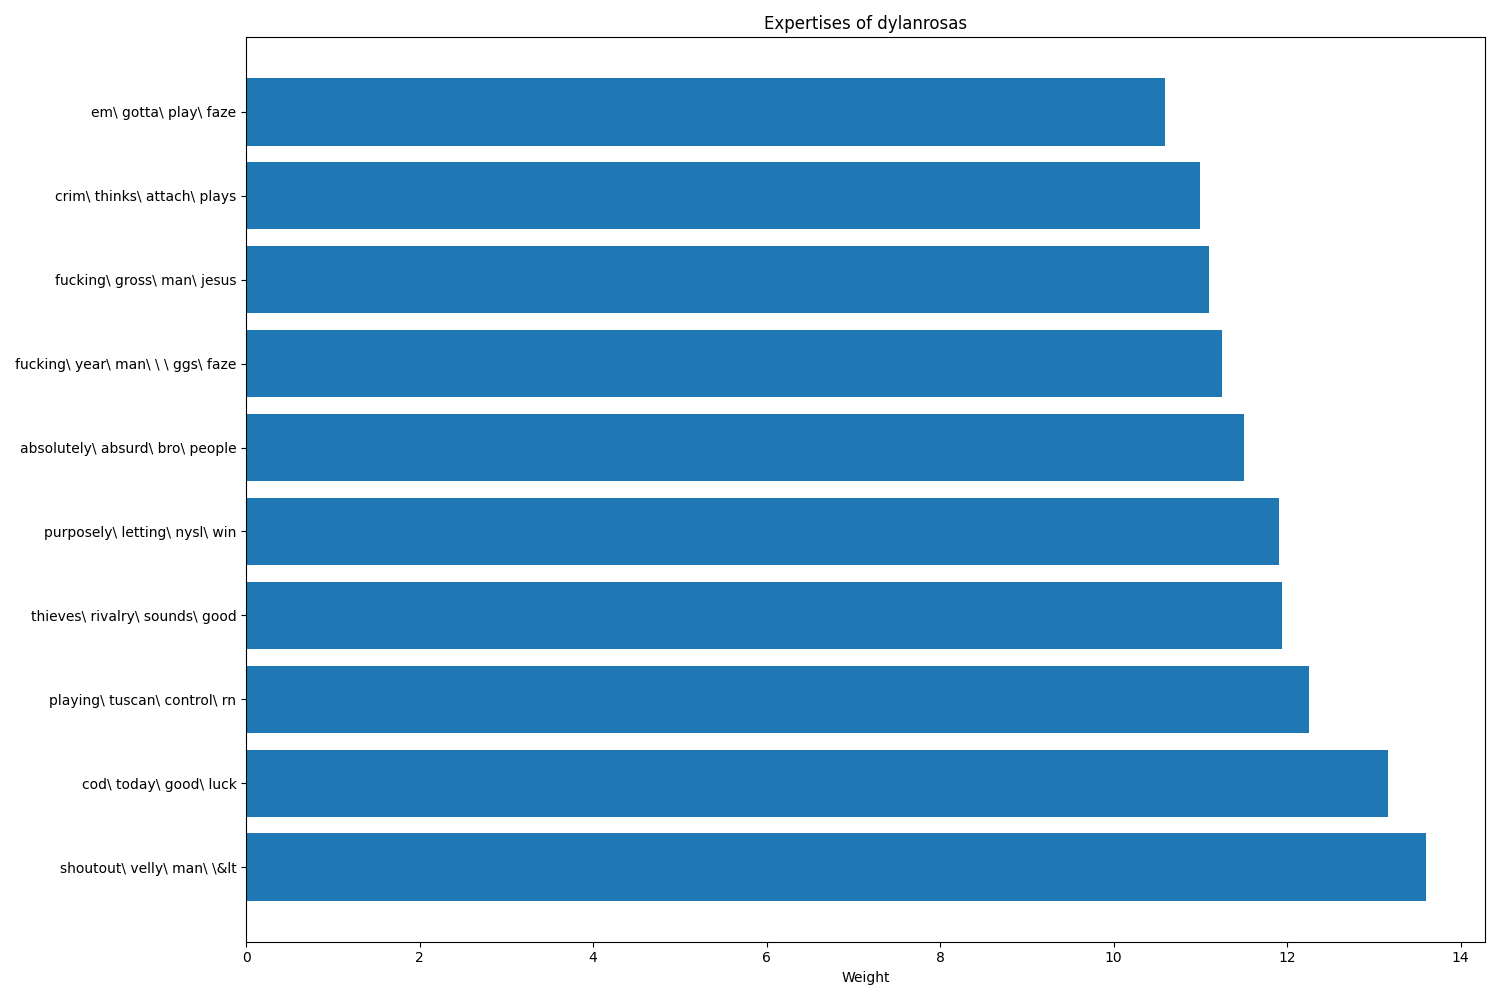 Expertises of dylanrosas
em\ gotta\ play\ faze
crim\ thinks\ attach\ plays
fucking\ gross\ man\ jesus
fucking\ year\ man\ \ \ ggs\ faze
absolutely\ absurd\ bro\ people
purposely\ letting\ nysl\ win
thieves\ rivalry\ sounds\ good
playing\ tuscan\ control\ rn
cod\ today\ good\ luck
shoutout\ velly\ man\ \&lt
0 2 4 6 8 10 12 14
Weight